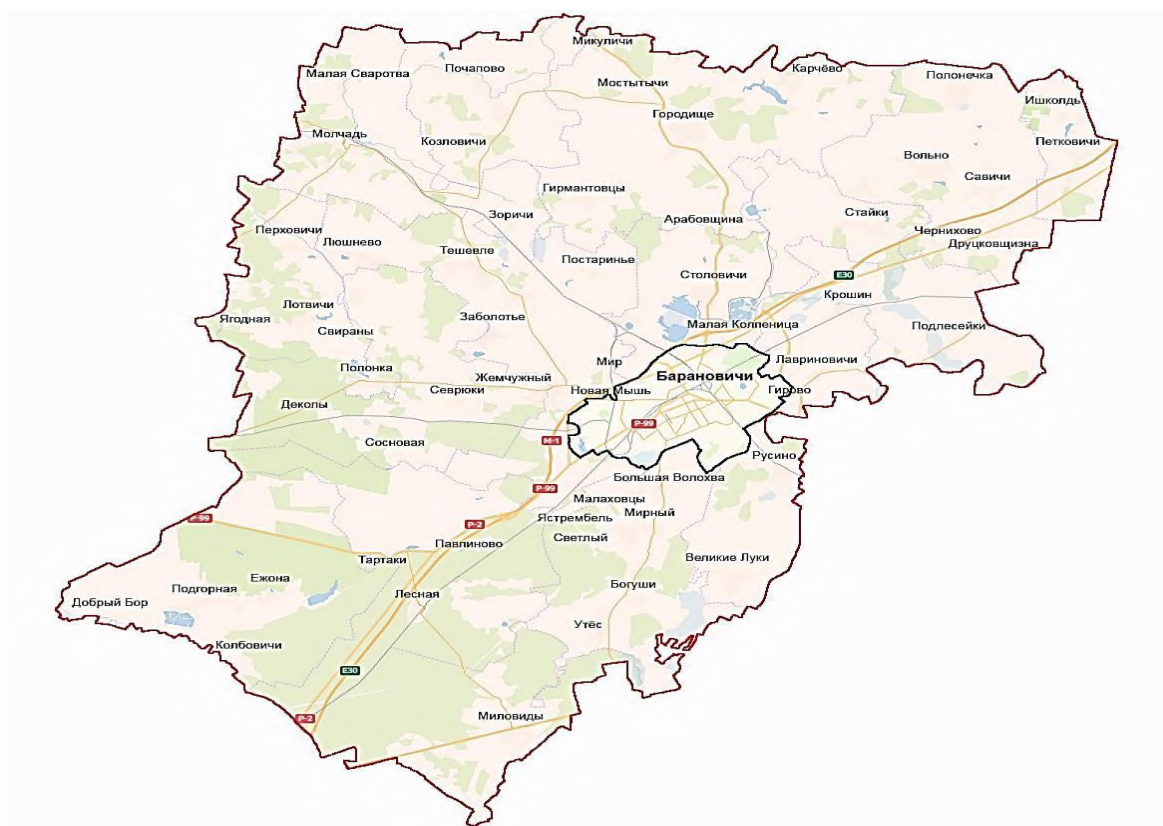 Микуличи
Малая Сваротва
Почапово
Карчёво
Полонечка
Мостытычи
Ишколдь
Городище
Молчадь
Козловичи
Петковичи
Вольно
Савичи
Гирмантовцы
Зоричи
Арабовщина
Стайки
Перховичи
Чернихово
Люшнево
Тешевле
Друцковщизна
Постаринье
Столовичи
E30
Крошин
Лотвичи
Ягодная
Свираны
Заболотье
Малая Колпеница
Подлесейки
Мир
Лавриновичи
Полонка
Жемчужный
Барановичи
Севрюки
Новая Мышь
Гирово
Деколы
P-99
Сосновая
M-1
Русино
Большая Волохва
P-99
Малаховцы
P-99
Ястрембель
Мирный
P-2
Светлый
Павлиново
Великие Луки
Тартаки
Ежона
Подгорная
Богуши
Лесная
Добрый Бор
Утёс
Колбовичи
E30
P-2
Миловиды